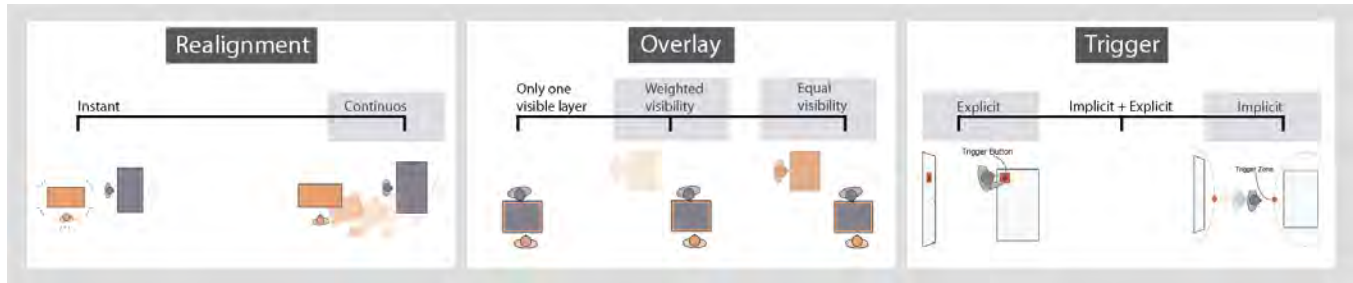 Realignment
Instant
Continuos
Overlay
Only one
visible layer
Weighted
visibility
Equal
visibility
Trigger
Explicit
Implicit + Explicit
Implicit
Trigger Button
Trigger Zone